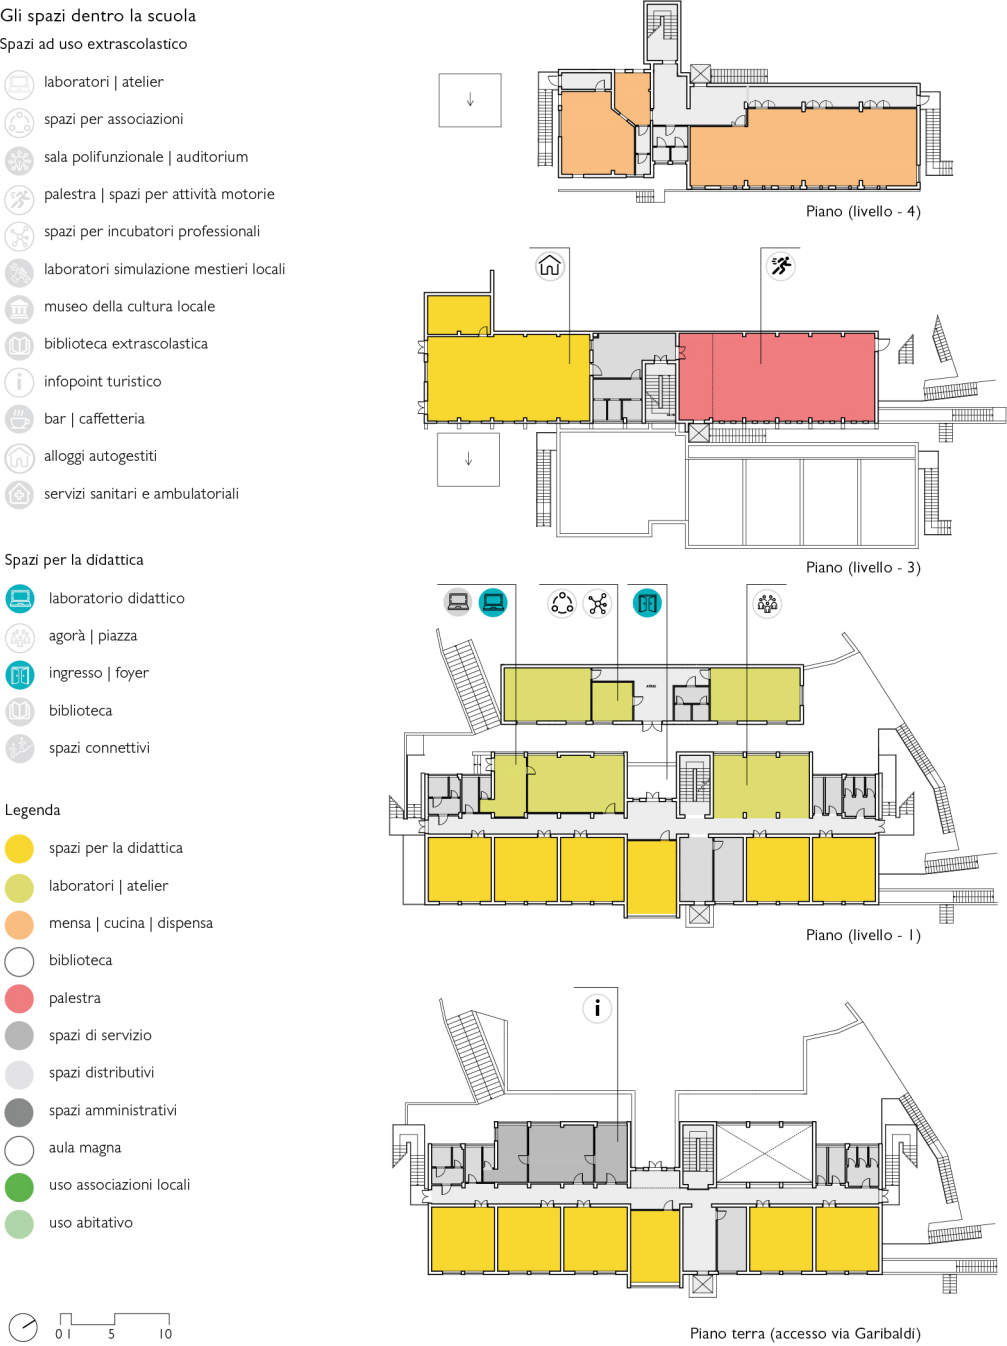 Gli spazi dentro la scuola
Spazi ad uso extrascolastico
laboratori | atelier
spazi per associazioni
sala polifunzionale | auditorium
palestra | spazi per attività motorie
spazi per incubatori professionali
laboratori simulazione mestieri locali
museo della cultura locale
biblioteca extrascolastica
infopoint turistico
bar | caffetteria
alloggi autogestiti
servizi sanitari e ambulatoriali
Spazi per la didattica
laboratorio didattico
agorà | piazza
ingresso | foyer
biblioteca
spazi connettivi
Legenda
spazi per la didattica
laboratori | atelier
mensa | cucina | dispensa
biblioteca
palestra
spazi di servizio
spazi distributivi
spazi amministrativi
aula magna
uso associazioni locali
uso abitativo
0 1 5 10
Piano (livello - 4)
Piano (livello - 3)
Piano (livello - 1)
i
Piano terra (accesso via Garibaldi)